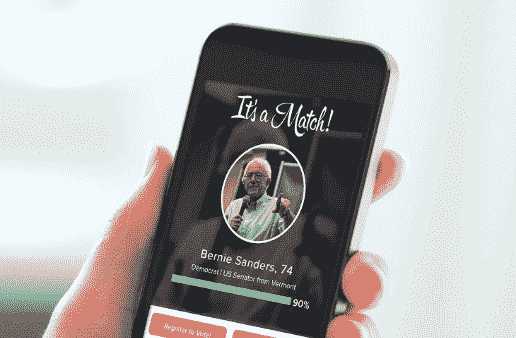 It's a Match!
Bernie Sanders, 74
Democrat | US Senator from Vermont
90%
Register to Vote!